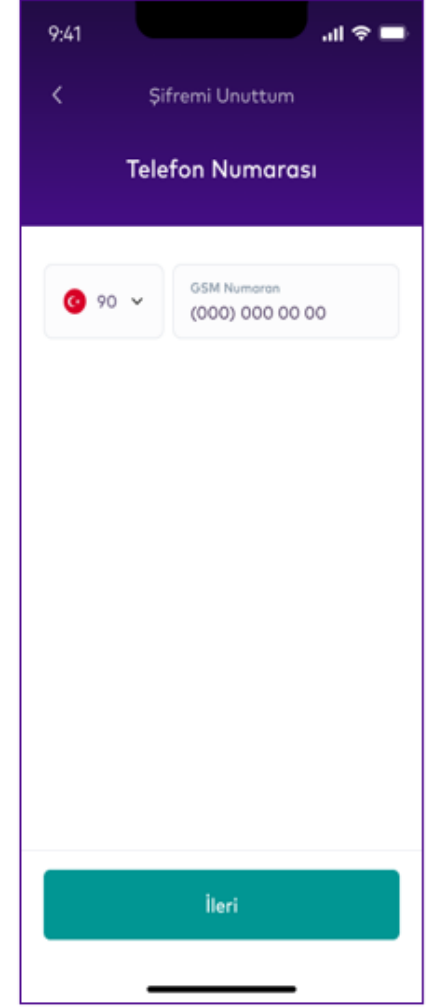 9:41
Şifremi Unuttum
Telefon Numarası
GSM Numaran
90
(000) 000 00 00
İleri